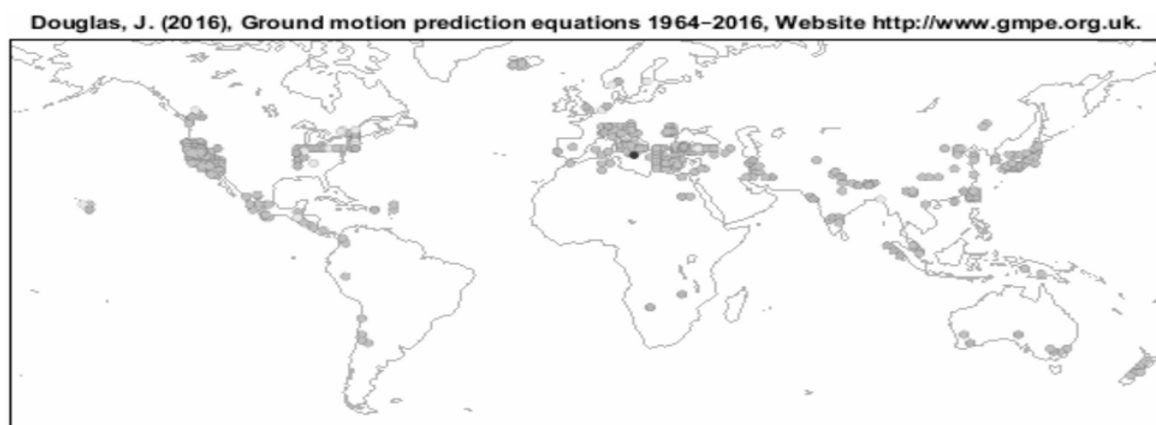 Douglas, J. (2016), Ground motion prediction equations 1964−2016, Website http://www.gmpe.org.uk.